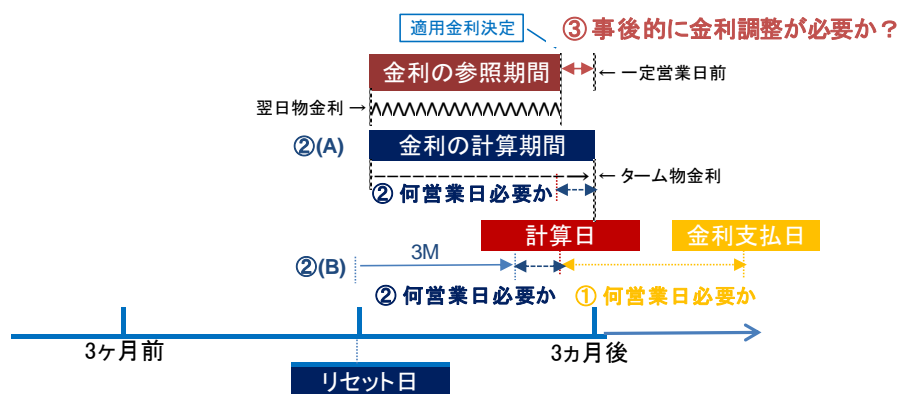 適用金利決定
③ 事後的に金利調整が必要か？
金利の参照期間
← 一定営業日前
翌日物金利 →
②(A)
金利の計算期間
② 何営業日必要か
← ターム物金利
計算日
金利支払日
②(B)
3M
② 何営業日必要か
① 何営業日必要か
3ヶ月前
3ヵ月後
リセット日